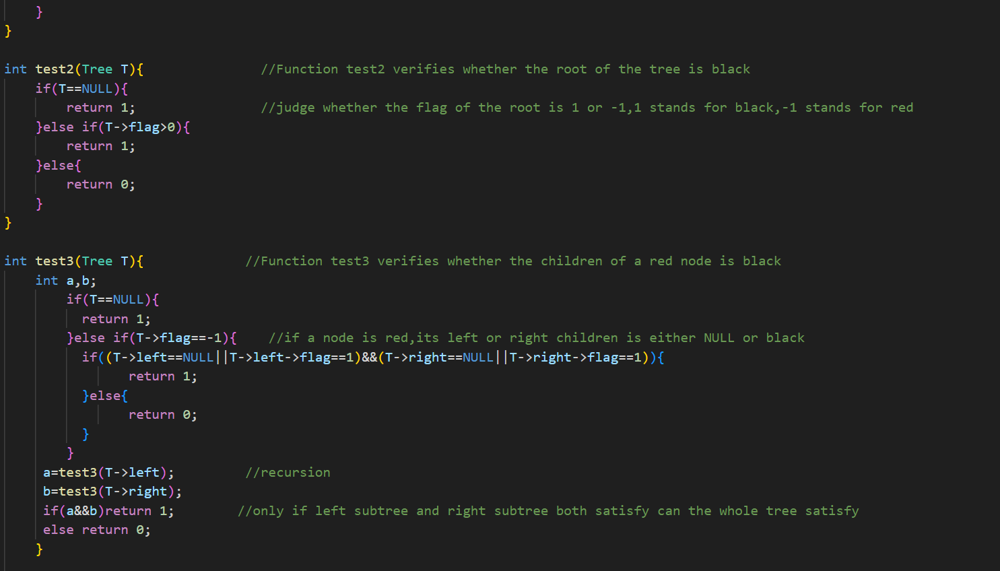 }
}
int test2(Tree T){ //Function test2 verifies whether the root of the tree is black
if(T==NULL){
return 1; //judge whether the flag of the root is 1 or -1,1 stands for black,-1 stands for red
}else if(T->flag>0){
return 1;
}else{
return 0;
}
}
int test3(Tree T){ //Function test3 verifies whether the children of a red node is black
int a,b;
if(T==NULL){
return 1;
}else if(T->flag==-1){ //if a node is red,its left or right children is either NULL or black
if((T->left==NULL||T->left->flag==1)&&(T->right==NULL||T->right->flag==1)){
return 1;
}else{
return 0;
}
}
a=test3(T->left); //recursion
b=test3(T->right);
if(a&&b)return 1; //only if left subtree and right subtree both satisfy can the whole tree satisfy
else return 0;
}